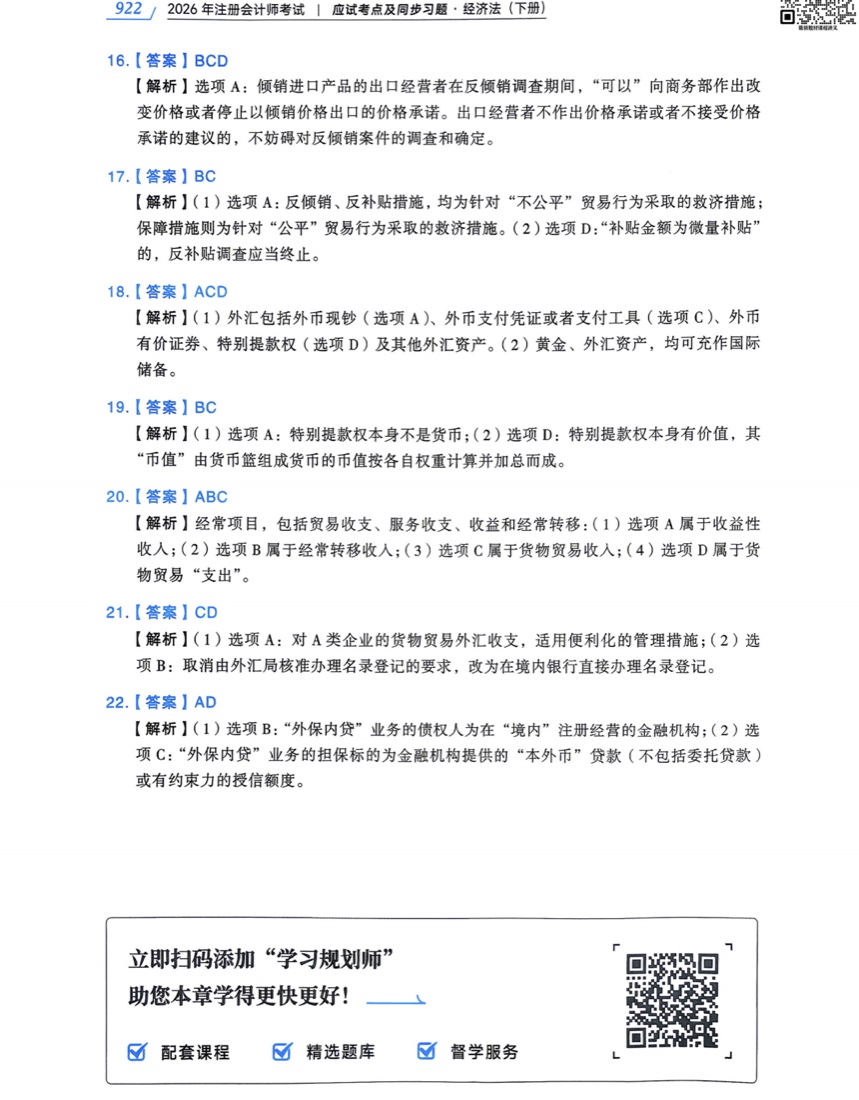 922 / 2026 年注册会计师考试 | 应试考点及同步习题·经济法（下册）
16.【答案】BCD
【解析】选项 A：倾销进口产品的出口经营者在反倾销调查期间，“可以”向商务部作出改
变价格或者停止以倾销价格出口的价格承诺。出口经营者不作出价格承诺或者不接受价格
承诺的建议的，不妨碍对反倾销案件的调查和确定。
17.【答案】BC
【解析】（1）选项 A：反倾销、反补贴措施，均为针对“不公平”贸易行为采取的救济措施；
保障措施则为针对“公平”贸易行为采取的救济措施。（2）选项 D：“补贴金额为微量补贴”
的，反补贴调查应当终止。
18.【答案】ACD
【解析】（1）外汇包括外币现钞（选项 A）、外币支付凭证或者支付工具（选项 C）、外币
有价证券、特别提款权（选项 D）及其他外汇资产。（2）黄金、外汇资产，均可充作国际
储备。
19.【答案】BC
【解析】（1）选项 A：特别提款权本身不是货币；（2）选项 D：特别提款权本身有价值，其
“币值”由货币篮组成货币的币值按各自权重计算并加总而成。
20.【答案】ABC
【解析】经常项目，包括贸易收支、服务收支、收益和经常转移：（1）选项 A 属于收益性
收入；（2）选项 B 属于经常转移收入；（3）选项 C 属于货物贸易收入；（4）选项 D 属于货
物贸易“支出”。
21.【答案】CD
【解析】（1）选项 A：对 A 类企业的货物贸易外汇收支，适用便利化的管理措施；（2）选
项 B：取消由外汇局核准办理名录登记的要求，改为在境内银行直接办理名录登记。
22.【答案】AD
【解析】（1）选项 B：“外保内贷”业务的债权人为在“境内”注册经营的金融机构；（2）选
项 C：“外保内贷”业务的担保标的为金融机构提供的“本外币”贷款（不包括委托贷款）
或有约束力的授信额度。
立即扫码添加“学习规划师”
助您本章学得更快更好！
配套课程 精选题库 督学服务